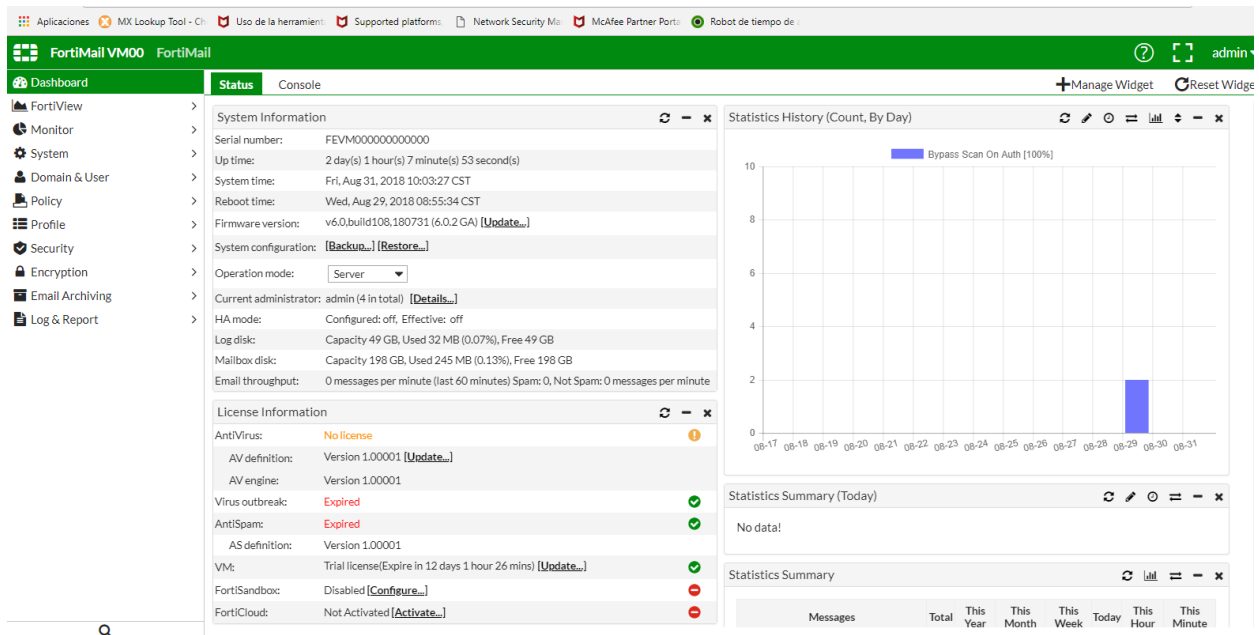 Aplicaciones MX Lookup Tool - Ch Uso de la herramient Supported platforms, Network Security Ma McAfee Partner Porta Robot de tiempo de a
FortiMail VM00 FortiMail admin
Dashboard
FortiView
Monitor
System
Domain & User
Policy
Profile
Security
Encryption
Email Archiving
Log & Report
Status Console Manage Widget Reset Widge
System Information
Serial number: FEVM000000000000
Up time: 2 day(s) 1 hour(s) 7 minute(s) 53 second(s)
System time: Fri, Aug 31, 2018 10:03:27 CST
Reboot time: Wed, Aug 29, 2018 08:55:34 CST
Firmware version: v6.0,build108,180731 (6.0.2 GA) [Update...]
System configuration: [Backup...] [Restore...]
Operation mode: Server
Current administrator: admin (4 in total) [Details...]
HA mode: Configured: off, Effective: off
Log disk: Capacity 49 GB, Used 32 MB (0.07%), Free 49 GB
Mailbox disk: Capacity 198 GB, Used 245 MB (0.13%), Free 198 GB
Email throughput: 0 messages per minute (last 60 minutes) Spam: 0, Not Spam: 0 messages per minute
License Information
AntiVirus: No license
AV definition: Version 1.00001 [Update...]
AV engine: Version 1.00001
Virus outbreak: Expired
AntiSpam: Expired
AS definition: Version 1.00001
VM: Trial license(Expire in 12 days 1 hour 26 mins) [Update...]
FortiSandbox: Disabled [Configure...]
FortiCloud: Not Activated [Activate...]
Statistics History (Count, By Day)
Bypass Scan On Auth [100%]
10
8
6
4
2
0
08-17 08-18 08-19 08-20 08-21 08-22 08-23 08-24 08-25 08-26 08-27 08-28 08-29 08-30 08-31
Statistics Summary (Today)
No data!
Statistics Summary
Messages Total This Year This Month This Week Today This Hour This Minute